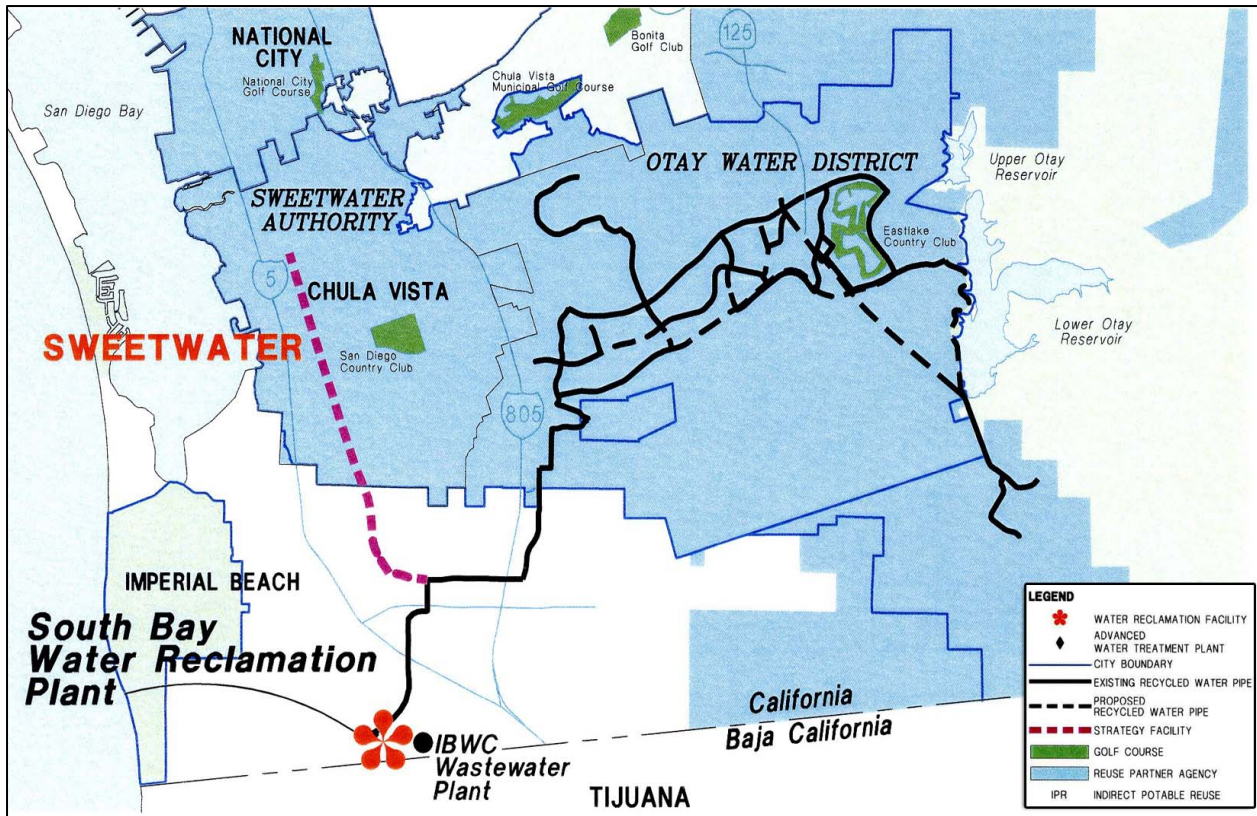 NATIONAL
CITY
National City
Golf Course
San Diego Bay
Bonita
Golf Club
125
Chula Vista
Municipal Golf Course
OTAY WATER DISTRICT
Upper Otay
Reservoir
SWEETWATER
AUTHORITY
Eastlake
Country Club
5
CHULA VISTA
SWEETWATER
San Diego
Country Club
Lower Otay
Reservoir
805
IMPERIAL BEACH
South Bay
Water Reclamation
Plant
California
Baja California
IBWC
Wastewater
Plant
TIJUANA
LEGEND
WATER RECLAMATION FACILITY
ADVANCED
WATER TREATMENT PLANT
CITY BOUNDARY
EXISTING RECYCLED WATER PIPE
PROPOSED
RECYCLED WATER PIPE
STRATEGY FACILITY
GOLF COURSE
REUSE PARTNER AGENCY
IPR INDIRECT POTABLE REUSE